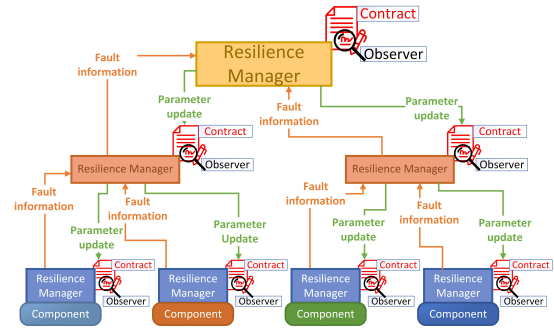 Contract
Observer
Resilience
Manager
Fault
information
Parameter
update
Fault
information
Parameter
update
Contract
Observer
Contract
Observer
Resilience Manager
Resilience Manager
Fault
information
Fault
information
Parameter
update
Parameter
Update
Fault
information
Fault
information
Parameter
update
Parameter
update
Contract
Observer
Contract
Observer
Contract
Observer
Contract
Observer
Resilience
Manager
Component
Resilience
Manager
Component
Resilience
Manager
Component
Resilience
Manager
Component